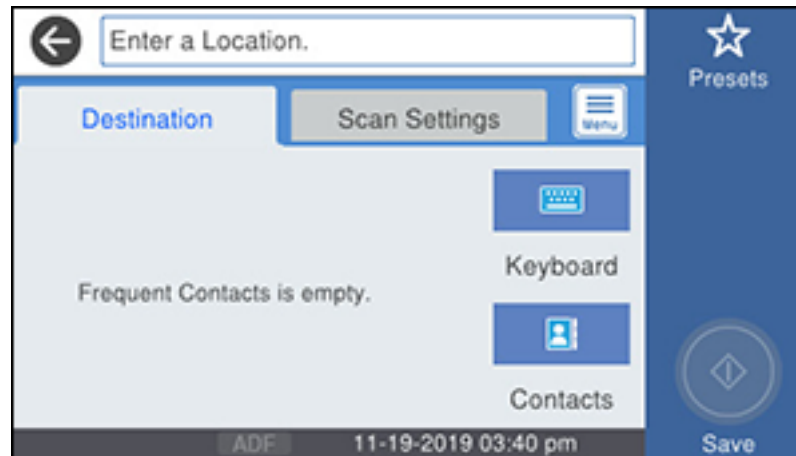 Enter a Location.
Presets
Destination
Scan Settings
Menu
Keyboard
Frequent Contacts is empty.
Contacts
ADF
11-19-2019 03:40 pm
Save